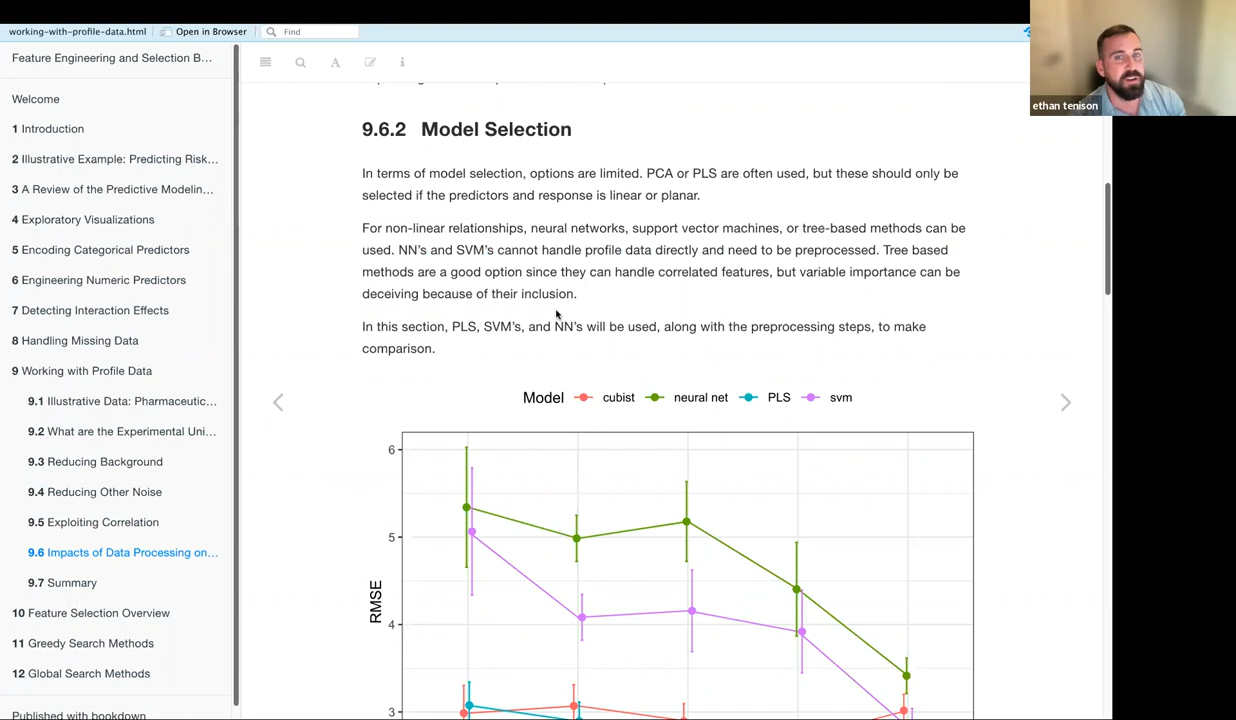 working-with-profile-data.html
Open in Browser
Find
ethan tenison
Feature Engineering and Selection B...
Welcome
1 Introduction
2 Illustrative Example: Predicting Risk...
3 A Review of the Predictive Modelin...
4 Exploratory Visualizations
5 Encoding Categorical Predictors
6 Engineering Numeric Predictors
7 Detecting Interaction Effects
8 Handling Missing Data
9 Working with Profile Data
9.1 Illustrative Data: Pharmaceutic...
9.2 What are the Experimental Uni...
9.3 Reducing Background
9.4 Reducing Other Noise
9.5 Exploiting Correlation
9.6 Impacts of Data Processing on...
9.7 Summary
10 Feature Selection Overview
11 Greedy Search Methods
12 Global Search Methods
Published with bookdown
9.6.2 Model Selection
In terms of model selection, options are limited. PCA or PLS are often used, but these should only be
selected if the predictors and response is linear or planar.
For non-linear relationships, neural networks, support vector machines, or tree-based methods can be
used. NN's and SVM's cannot handle profile data directly and need to be preprocessed. Tree based
methods are a good option since they can handle correlated features, but variable importance can be
deceiving because of their inclusion.
In this section, PLS, SVM's, and NN's will be used, along with the preprocessing steps, to make
comparison.
Model cubist neural net PLS svm
6
5
RMSE
4
3